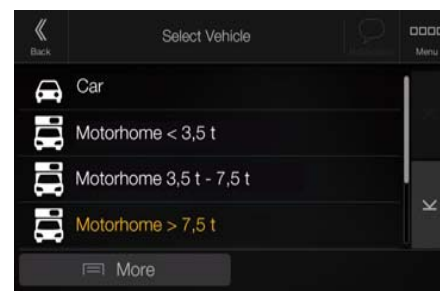 Back
Select Vehicle
Menu
Car
Motorhome < 3,5 t
Motorhome 3,5 t - 7,5 t
Motorhome > 7,5 t
More